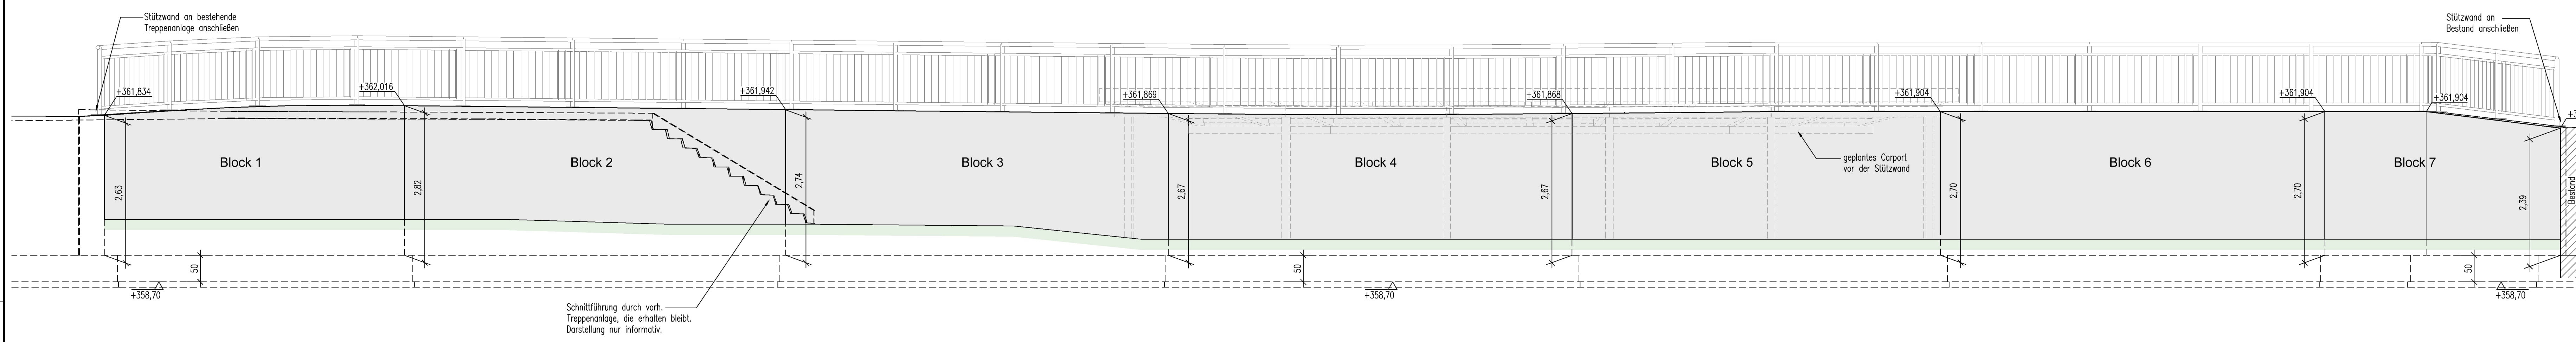 Stützwand an bestehende
Treppenanlage anschließen
Stützwand an
Bestand anschließen
+361,834
+362,016
+361,942
+361,869
+361,868
+361,904
+361,904
+361,904
Block 1
Block 2
Block 3
Block 4
Block 5
Block 6
Block 7
geplantes Carport
vor der Stützwand
2,63
2,82
2,74
2,67
2,67
2,70
2,70
2,39
Bestand
50
50
50
+358,70
+358,70
+358,70
Schnittführung durch vorh.
Treppenanlage, die erhalten bleibt.
Darstellung nur informativ.